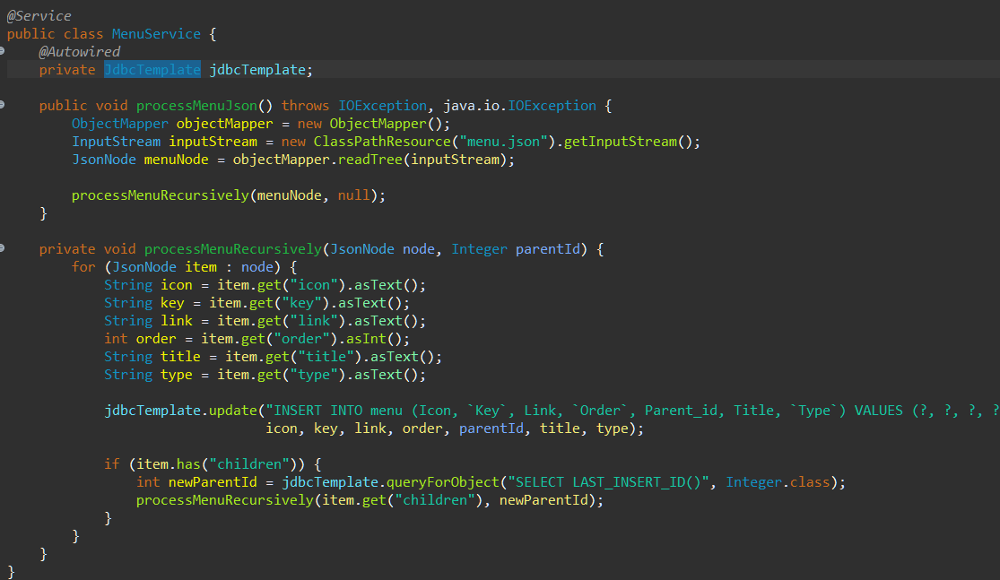 @Service
public class MenuService {
    @Autowired
    private JdbcTemplate jdbcTemplate;

    public void processMenuJson() throws IOException, java.io.IOException {
        ObjectMapper objectMapper = new ObjectMapper();
        InputStream inputStream = new ClassPathResource("menu.json").getInputStream();
        JsonNode menuNode = objectMapper.readTree(inputStream);

        processMenuRecursively(menuNode, null);
    }

    private void processMenuRecursively(JsonNode node, Integer parentId) {
        for (JsonNode item : node) {
            String icon = item.get("icon").asText();
            String key = item.get("key").asText();
            String link = item.get("link").asText();
            int order = item.get("order").asInt();
            String title = item.get("title").asText();
            String type = item.get("type").asText();

            jdbcTemplate.update("INSERT INTO menu (Icon, `Key`, Link, `Order`, Parent_id, Title, `Type`) VALUES (?, ?, ?, ?
                                icon, key, link, order, parentId, title, type);

            if (item.has("children")) {
                int newParentId = jdbcTemplate.queryForObject("SELECT LAST_INSERT_ID()", Integer.class);
                processMenuRecursively(item.get("children"), newParentId);
            }
        }
    }
}